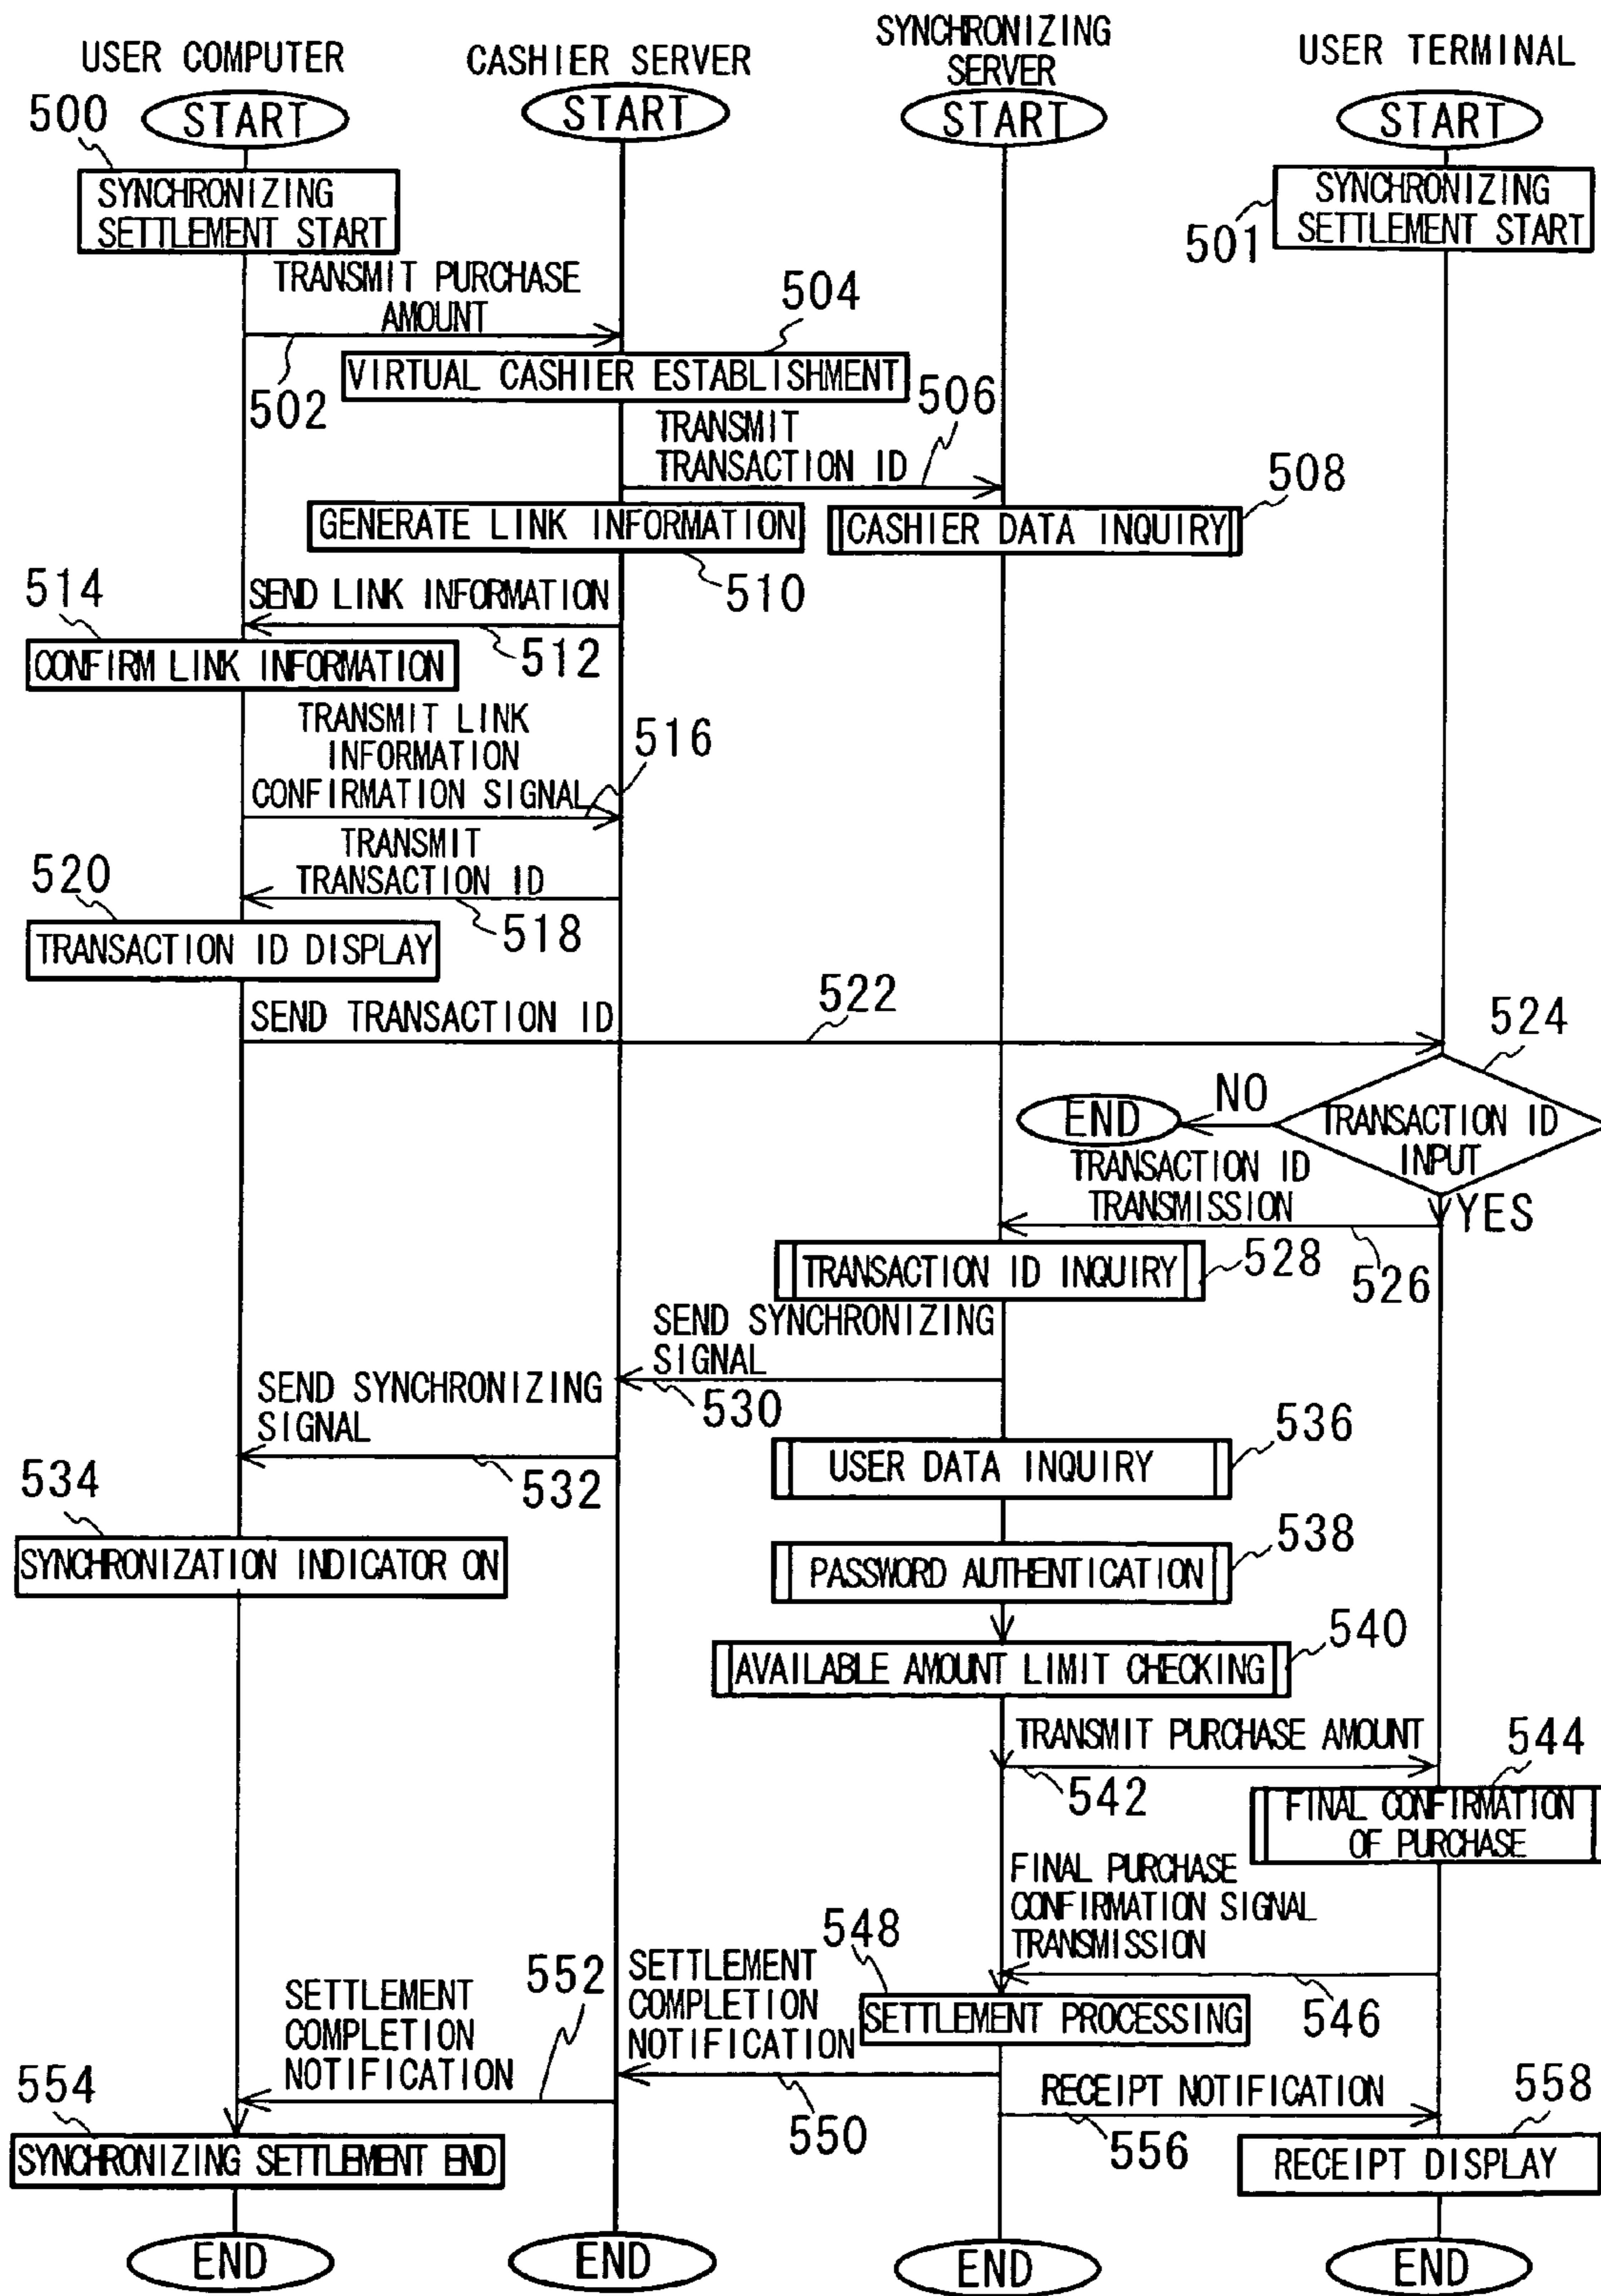 USER COMPUTER
CASHIER SERVER
SYNCHRONIZING
SERVER
USER TERMINAL
START
START
START
START
500
SYNCHRONIZING
SETTLEMENT START
501
SYNCHRONIZING
SETTLEMENT START
TRANSMIT PURCHASE
AMOUNT
502
504
VIRTUAL CASHIER ESTABLISHMENT
506
TRANSMIT
TRANSACTION ID
508
GENERATE LINK INFORMATION
CASHIER DATA INQUIRY
510
514
SEND LINK INFORMATION
512
CONFIRM LINK INFORMATION
TRANSMIT LINK
INFORMATION
CONFIRMATION SIGNAL
516
TRANSMIT
TRANSACTION ID
518
520
TRANSACTION ID DISPLAY
SEND TRANSACTION ID
522
524
TRANSACTION ID
INPUT
NO
END
YES
TRANSACTION ID
TRANSMISSION
526
TRANSACTION ID INQUIRY
528
SEND SYNCHRONIZING
SIGNAL
530
SEND SYNCHRONIZING
SIGNAL
532
534
SYNCHRONIZATION INDICATOR ON
USER DATA INQUIRY
536
PASSWORD AUTHENTICATION
538
AVAILABLE AMOUNT LIMIT CHECKING
540
TRANSMIT PURCHASE AMOUNT
542
544
FINAL CONFIRMATION
OF PURCHASE
FINAL PURCHASE
CONFIRMATION SIGNAL
TRANSMISSION
546
548
SETTLEMENT PROCESSING
SETTLEMENT
COMPLETION
NOTIFICATION
550
552
SETTLEMENT
COMPLETION
NOTIFICATION
554
SYNCHRONIZING SETTLEMENT END
RECEIPT NOTIFICATION
556
558
RECEIPT DISPLAY
END
END
END
END